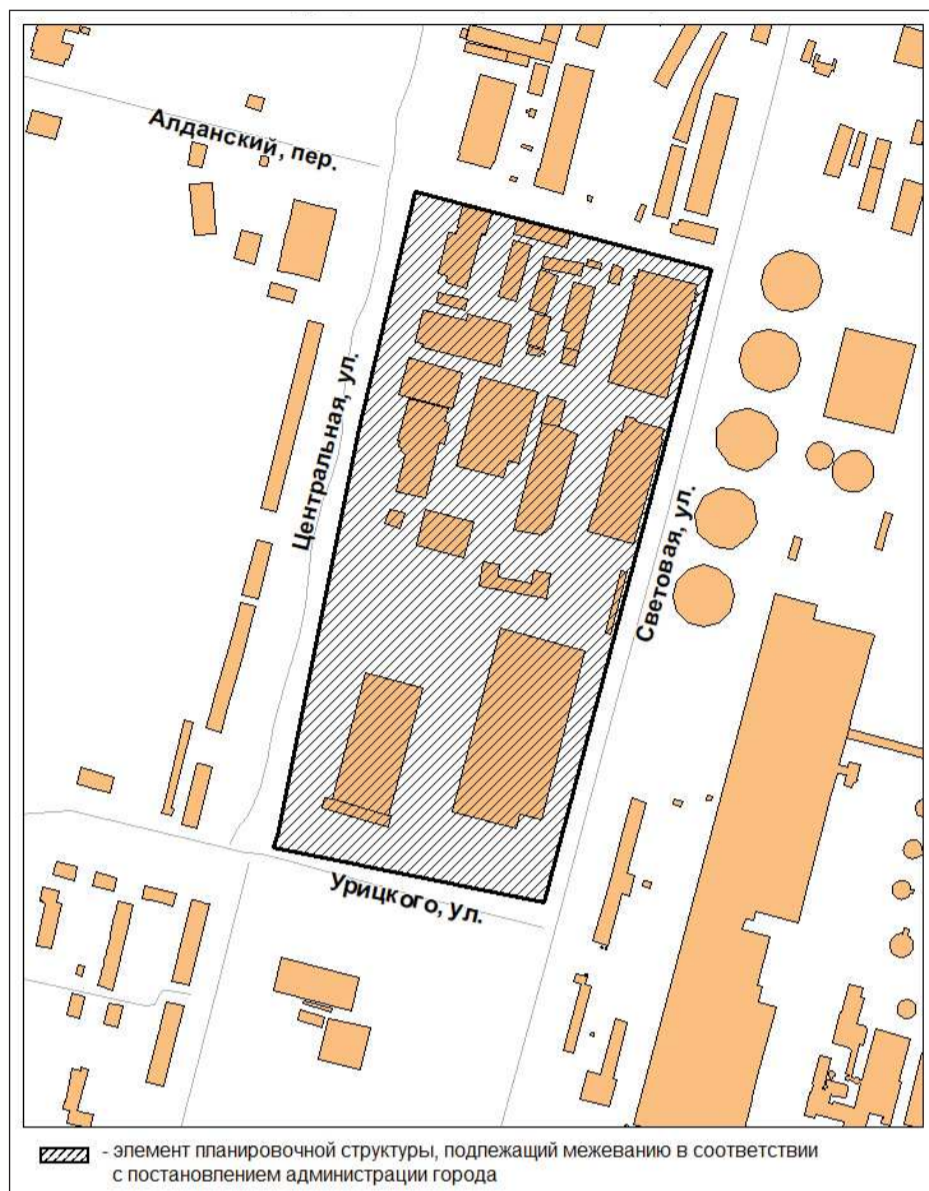 Алданский, пер.
Центральная, ул.
Световая, ул.
Урицкого, ул.
- элемент планировочной структуры, подлежащий межеванию в соответствии
с постановлением администрации города